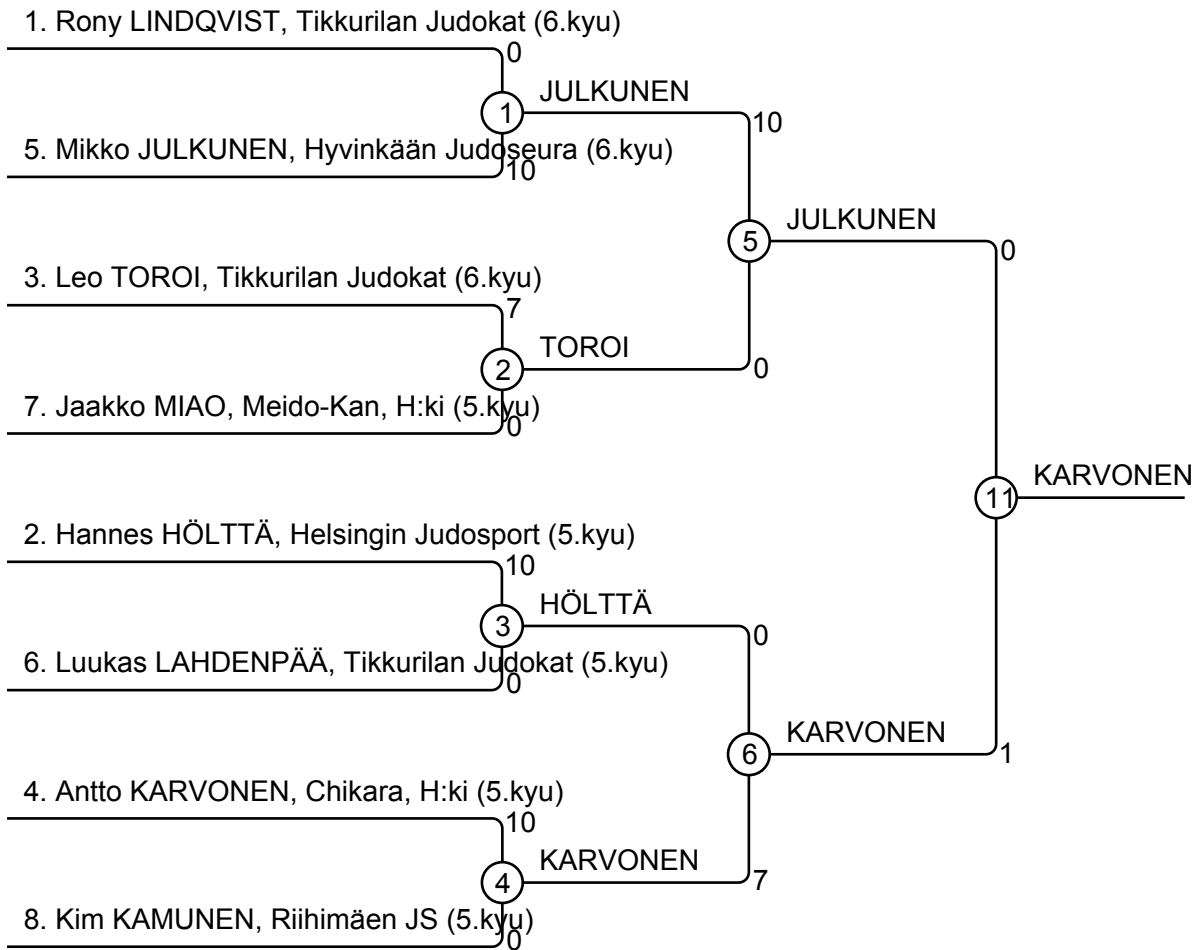 1. Rony LINDQVIST, Tikkurilan Judokat (6.kyu)
0
1 JULKUNEN
10
5. Mikko JULKUNEN, Hyvinkään Judoseura (6.kyu)
10
5 JULKUNEN
0
3. Leo TOROI, Tikkurilan Judokat (6.kyu)
7
2 TOROI
0
7. Jaakko MIAO, Meido-Kan, H:ki (5.kyu)
0
11 KARVONEN
2. Hannes HÖLTTÄ, Helsingin Judosport (5.kyu)
10
3 HÖLTTÄ
0
6. Luukas LAHDENPÄÄ, Tikkurilan Judokat (5.kyu)
0
6 KARVONEN
1
4. Antto KARVONEN, Chikara, H:ki (5.kyu)
10
4 KARVONEN
7
8. Kim KAMUNEN, Riihimäen JS (5.kyu)
0